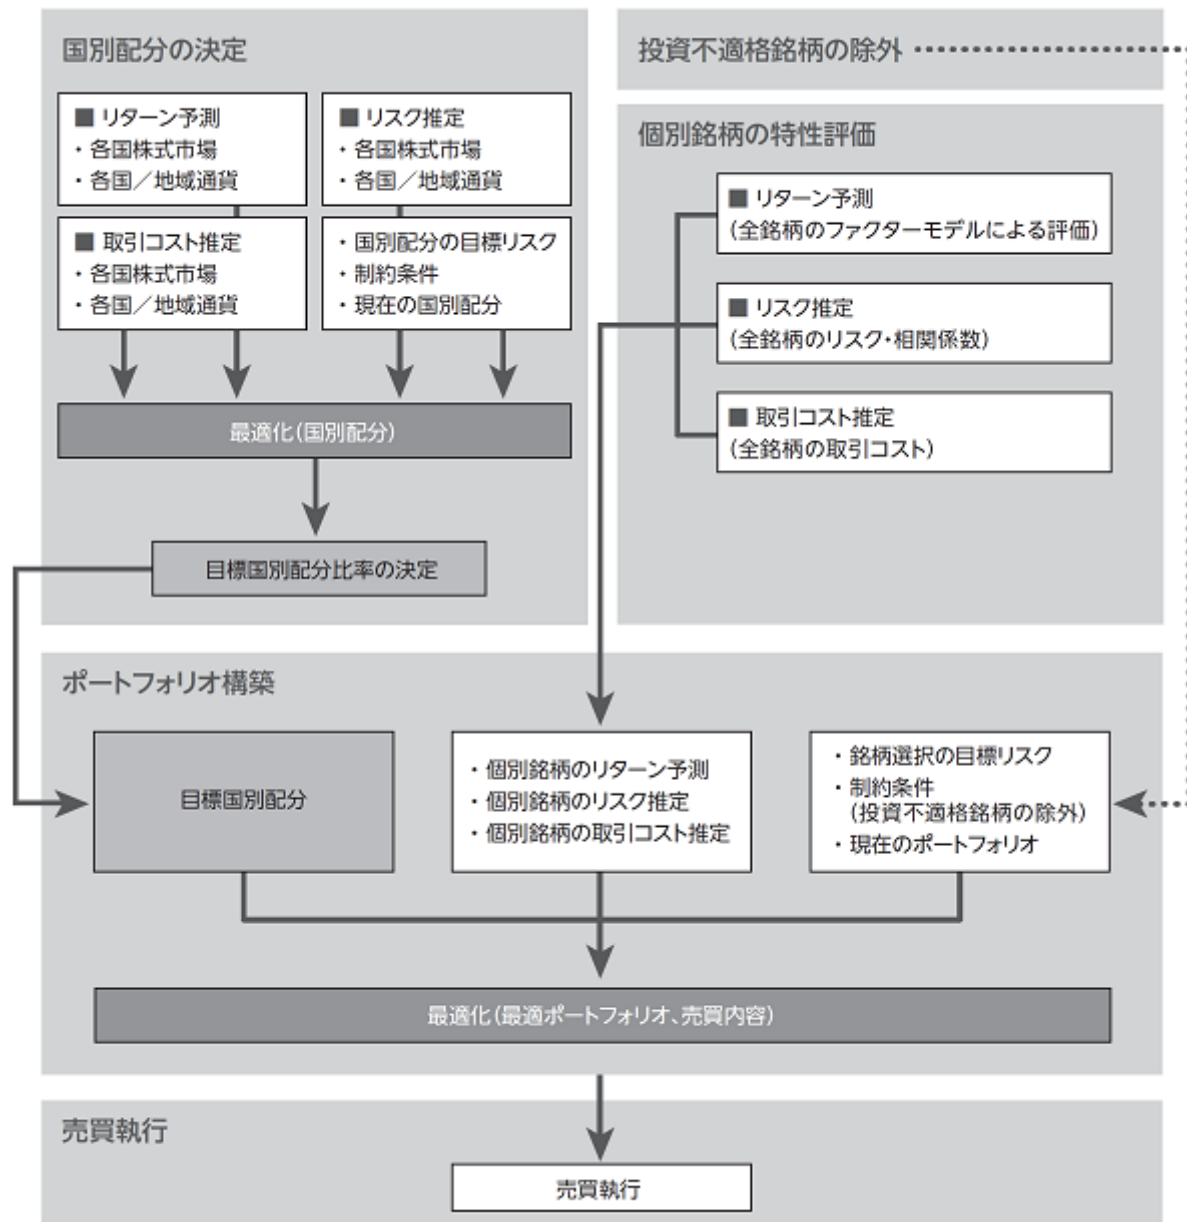 国別配分の決定
■ リターン予測
・各国株式市場
・各国／地域通貨
■ リスク推定
・各国株式市場
・各国／地域通貨
■ 取引コスト推定
・各国株式市場
・各国／地域通貨
・国別配分の目標リスク
・制約条件
・現在の国別配分
最適化（国別配分）
目標国別配分比率の決定
投資不適格銘柄の除外
個別銘柄の特性評価
■ リターン予測
（全銘柄のファクターモデルによる評価）
■ リスク推定
（全銘柄のリスク・相関係数）
■ 取引コスト推定
（全銘柄の取引コスト）
ポートフォリオ構築
目標国別配分
・個別銘柄のリターン予測
・個別銘柄のリスク推定
・個別銘柄の取引コスト推定
・銘柄選択の目標リスク
・制約条件
（投資不適格銘柄の除外）
・現在のポートフォリオ
最適化（最適ポートフォリオ、売買内容）
売買執行
売買執行